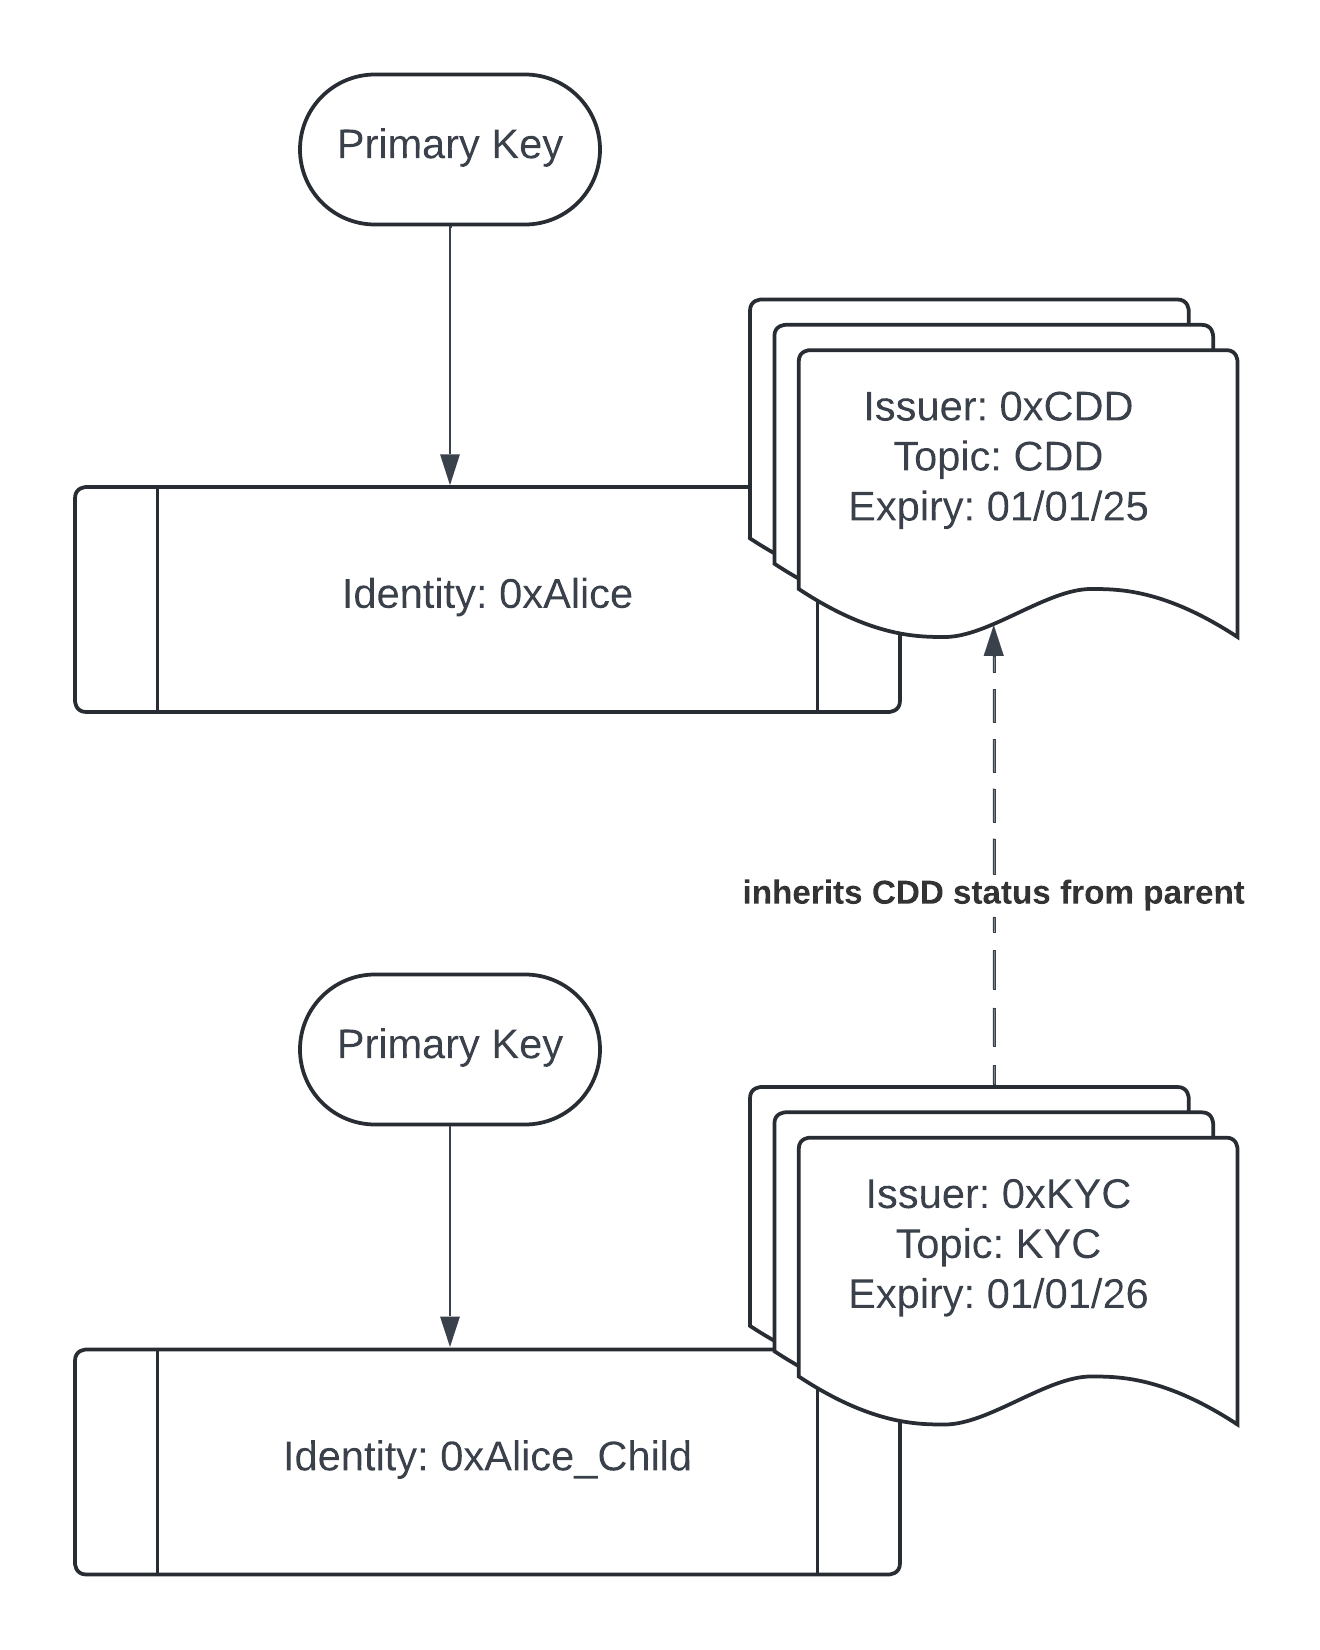 Primary Key
Issuer: 0xCDD
Topic: CDD
Expiry: 01/01/25
Identity: 0xAlice
inherits CDD status from parent
Primary Key
Issuer: 0xKYC
Topic: KYC
Expiry: 01/01/26
Identity: 0xAlice_Child